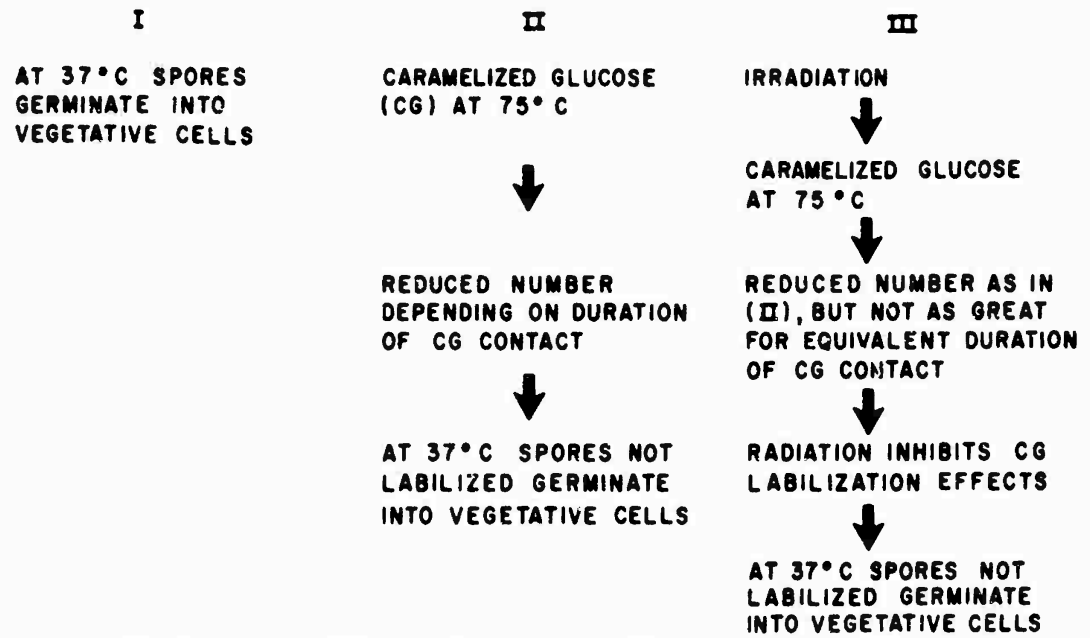 I
AT 37°C SPORES
GERMINATE INTO
VEGETATIVE CELLS
II
CARAMELIZED GLUCOSE
(CG) AT 75°C
REDUCED NUMBER
DEPENDING ON DURATION
OF CG CONTACT
AT 37°C SPORES NOT
LABILIZED GERMINATE
INTO VEGETATIVE CELLS
III
IRRADIATION
CARAMELIZED GLUCOSE
AT 75°C
REDUCED NUMBER AS IN
(II), BUT NOT AS GREAT
FOR EQUIVALENT DURATION
OF CG CONTACT
RADIATION INHIBITS CG
LABILIZATION EFFECTS
AT 37°C SPORES NOT
LABILIZED GERMINATE
INTO VEGETATIVE CELLS